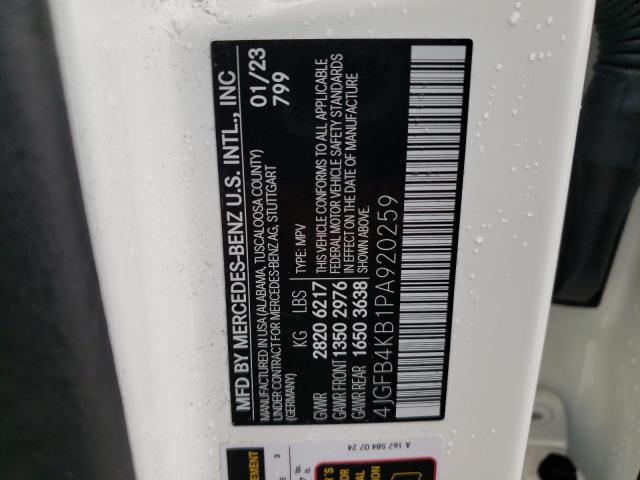 MFD BY MERCEDES-BENZ U.S. INTL., INC
MANUFACTURED IN USA (ALABAMA, TUSCALOOSA COUNTY)
UNDER CONTRACT FOR MERCEDES-BENZ AG, STUTTGART
(GERMANY)
01/23
799
KG LBS TYPE: MPV
GVWR 2820 6217
GAWR FRONT 1350 2976
GAWR REAR 1650 3638
THIS VEHICLE CONFORMS TO ALL APPLICABLE
FEDERAL MOTOR VEHICLE SAFETY STANDARDS
IN EFFECT ON THE DATE OF MANUFACTURE
SHOWN ABOVE.
4JGFB4KB1PA920259
A 167 584 07 24